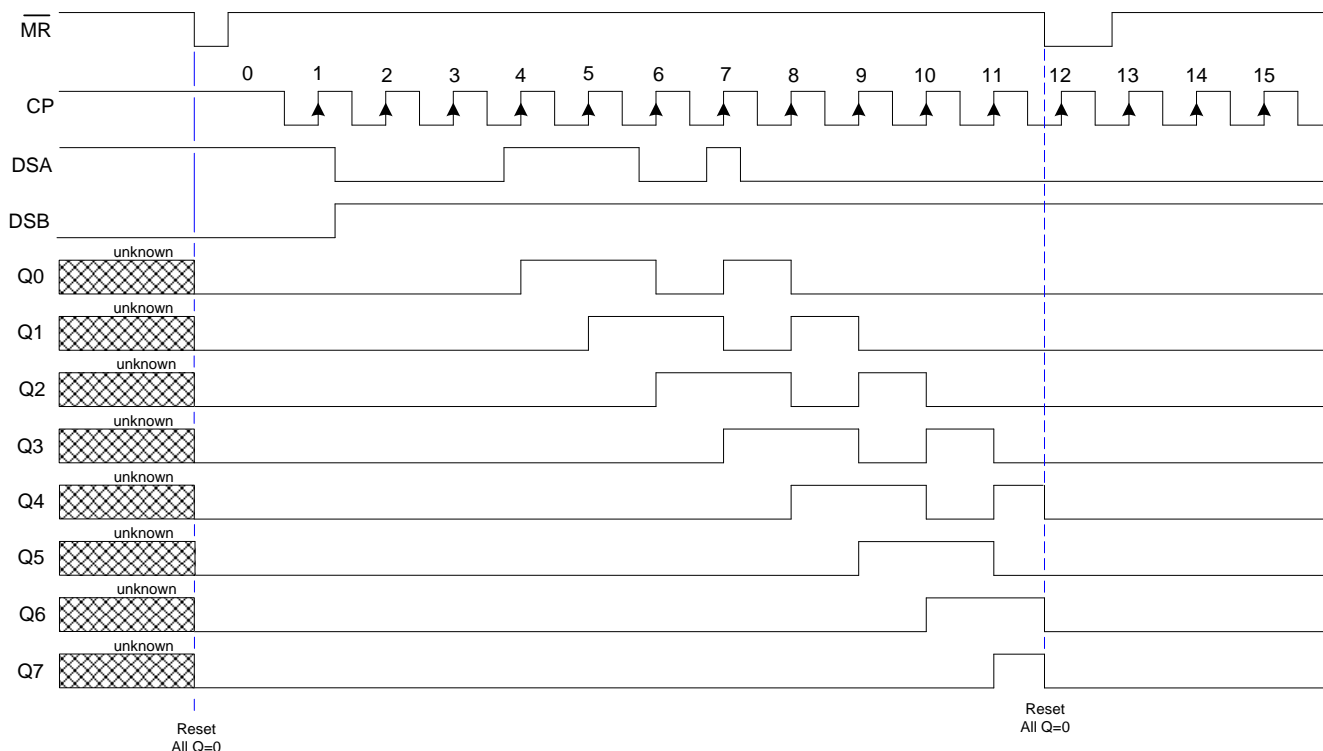 MR
0 1 2 3 4 5 6 7 8 9 10 11 12 13 14 15
CP
DSA
DSB
unknown
Q0
unknown
Q1
unknown
Q2
unknown
Q3
unknown
Q4
unknown
Q5
unknown
Q6
unknown
Q7
Reset
All Q=0
Reset
All Q=0